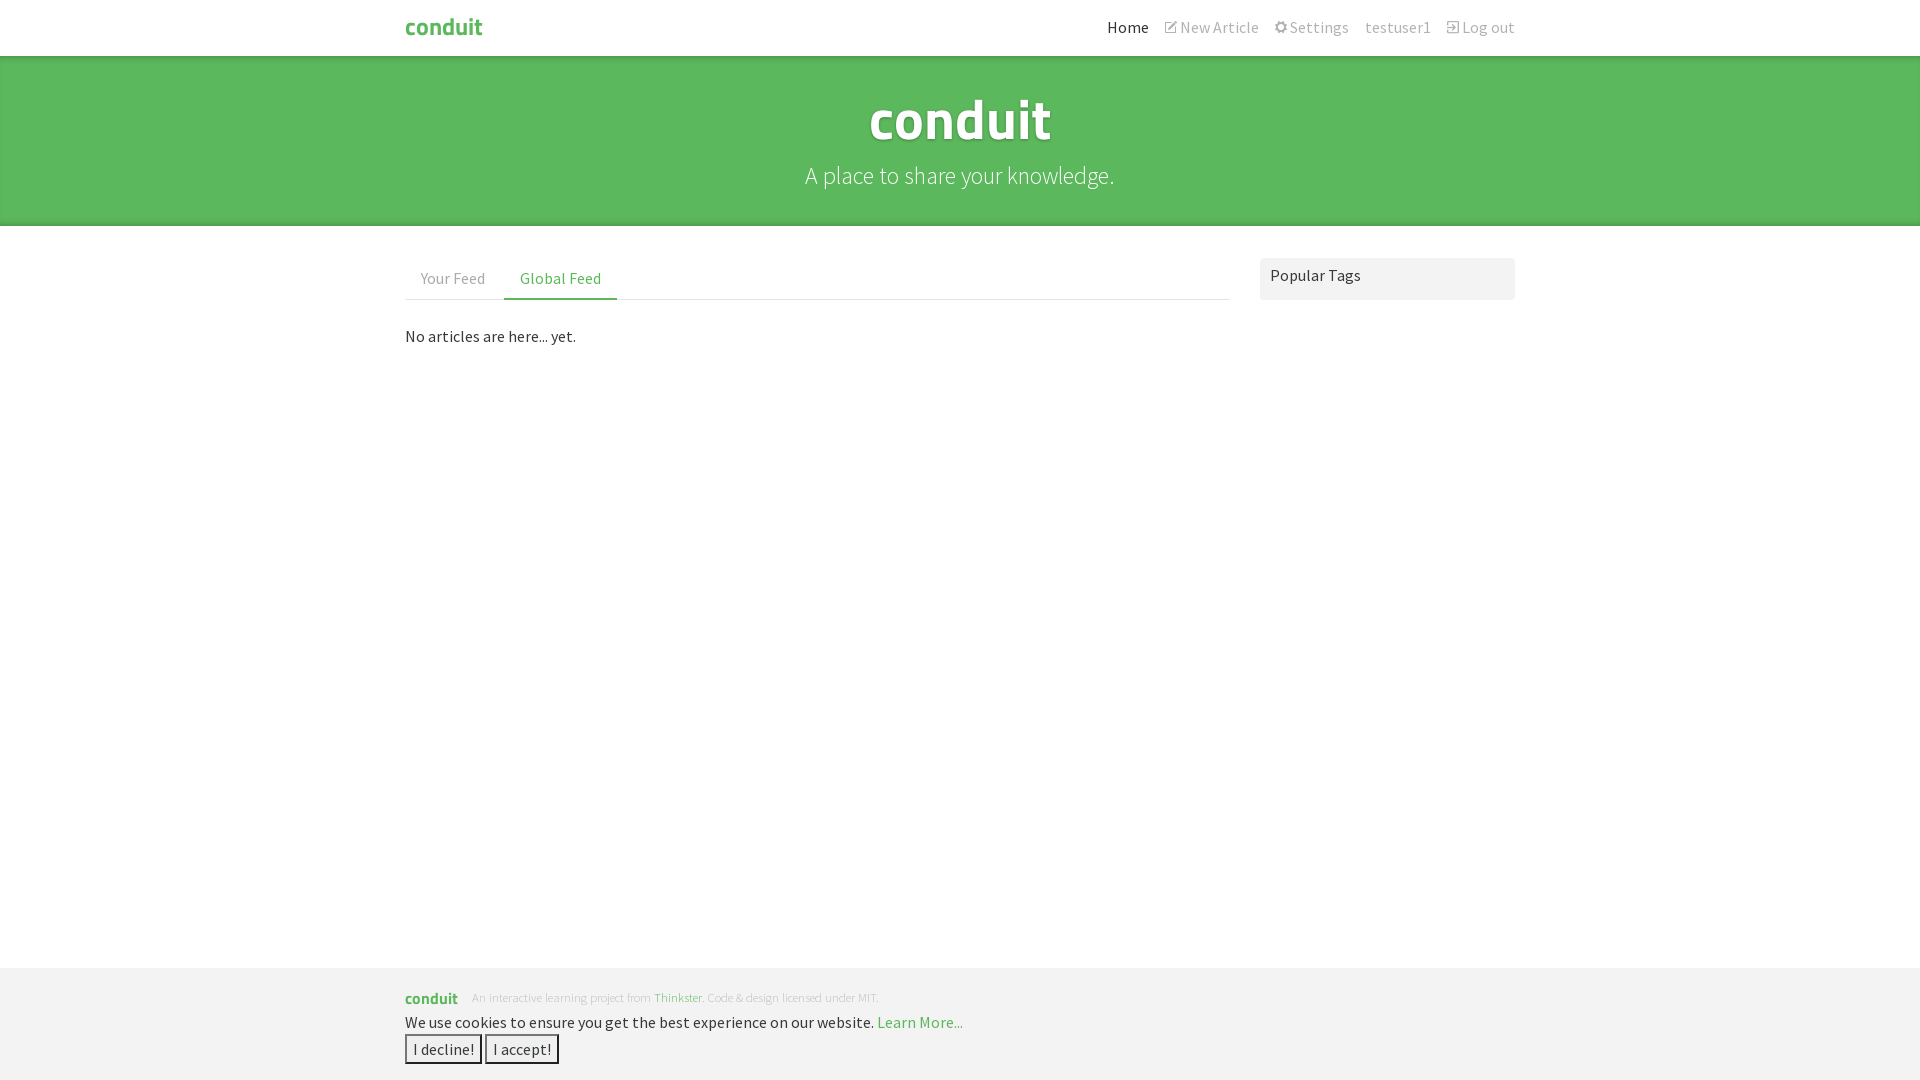 conduit
Home New Article Settings testuser1 Log out
conduit
A place to share your knowledge.
Your Feed Global Feed
Popular Tags
No articles are here... yet.
conduit An interactive learning project from Thinkster. Code & design licensed under MIT.
We use cookies to ensure you get the best experience on our website. Learn More...
I decline! I accept!